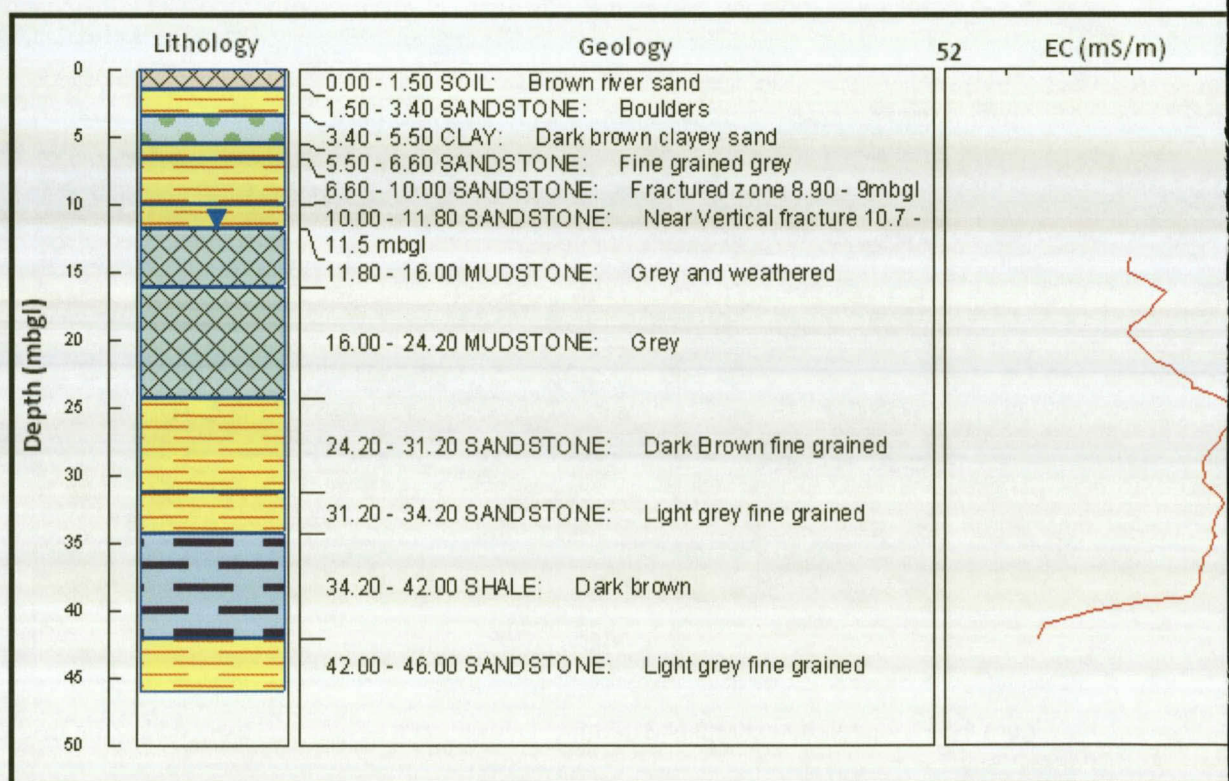 Lithology
Geology
52
EC (mS/m)
Depth (mbgl)
0
5
10
15
20
25
30
35
40
45
50
0.00 - 1.50 SOIL: Brown river sand
1.50 - 3.40 SANDSTONE: Boulders
3.40 - 5.50 CLAY: Dark brown clayey sand
5.50 - 6.60 SANDSTONE: Fine grained grey
6.60 - 10.00 SANDSTONE: Fractured zone 8.90 - 9mbgl
10.00 - 11.80 SANDSTONE: Near Vertical fracture 10.7 -
11.5 mbgl
11.80 - 16.00 MUDSTONE: Grey and weathered
16.00 - 24.20 MUDSTONE: Grey
24.20 - 31.20 SANDSTONE: Dark Brown fine grained
31.20 - 34.20 SANDSTONE: Light grey fine grained
34.20 - 42.00 SHALE: Dark brown
42.00 - 46.00 SANDSTONE: Light grey fine grained